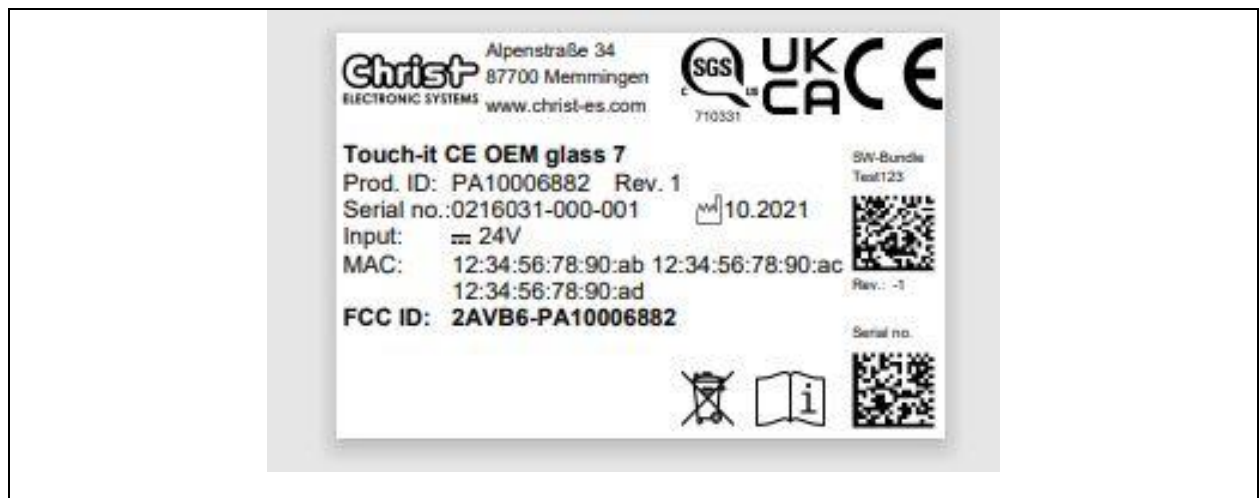 Christ
ELECTRONIC SYSTEMS
Alpenstraße 34
87700 Memmingen
www.christ-es.com
SGS
C US
710331
UK
CA
CE
Touch-it CE OEM glass 7
Prod. ID: PA10006882 Rev. 1
Serial no.:0216031-000-001 10.2021
Input: 24V
MAC: 12:34:56:78:90:ab 12:34:56:78:90:ac
12:34:56:78:90:ad
FCC ID: 2AVB6-PA10006882
SW-Bundle
Test123
Rev.: -1
Serial no.
i